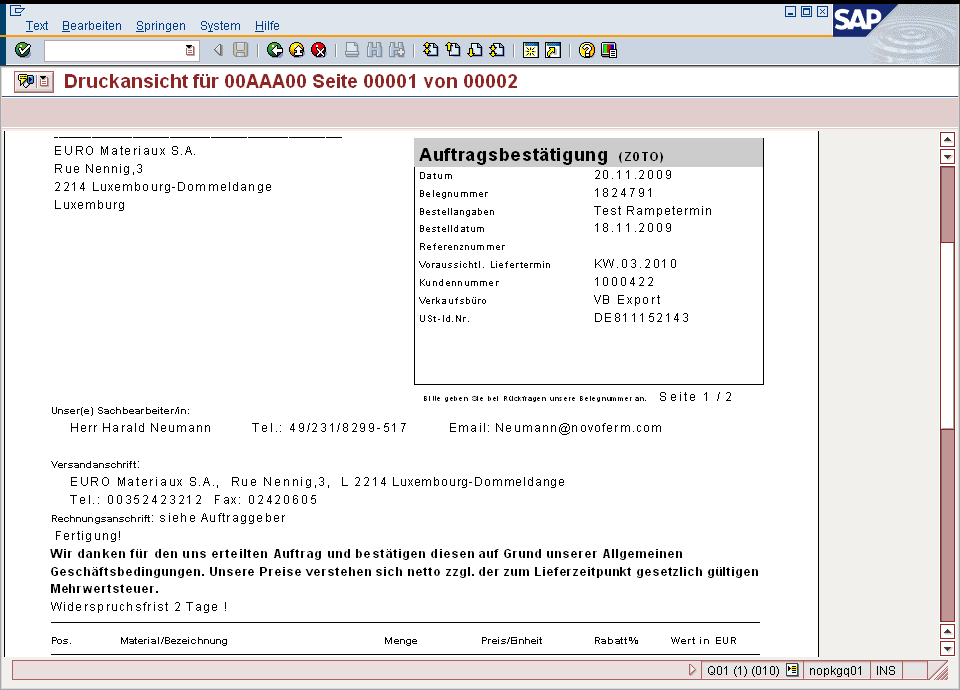 Text Bearbeiten Springen System Hilfe
SAP
Druckansicht für 00AAA00 Seite 00001 von 00002
EURO Materiaux S.A.
Rue Nennig,3
2214 Luxembourg-Dommeldange
Luxemburg
Auftragsbestätigung (Z0TO)
Datum 20.11.2009
Belegnummer 1824791
Bestellangaben Test Rampetermin
Bestelldatum 18.11.2009
Referenznummer
Voraussichtl. Liefertermin KW.03.2010
Kundennummer 1000422
Verkaufsbüro VB Export
USt-Id.Nr. DE811152143
Bitte geben Sie bei Rückfragen unsere Belegnummer an. Seite 1 / 2
Unser(e) Sachbearbeiter/in:
Herr Harald Neumann Tel.: 49/231/8299-517 Email: Neumann@novoferm.com
Versandanschrift:
EURO Materiaux S.A., Rue Nennig,3, L 2214 Luxembourg-Dommeldange
Tel.: 00352423212 Fax: 02420605
Rechnungsanschrift: siehe Auftraggeber
Fertigung!
Wir danken für den uns erteilten Auftrag und bestätigen diesen auf Grund unserer Allgemeinen
Geschäftsbedingungen. Unsere Preise verstehen sich netto zzgl. der zum Lieferzeitpunkt gesetzlich gültigen
Mehrwertsteuer.
Widerspruchsfrist 2 Tage !
Pos. Material/Bezeichnung Menge Preis/Einheit Rabatt% Wert in EUR
Q01 (1) (010) nopkgq01 INS